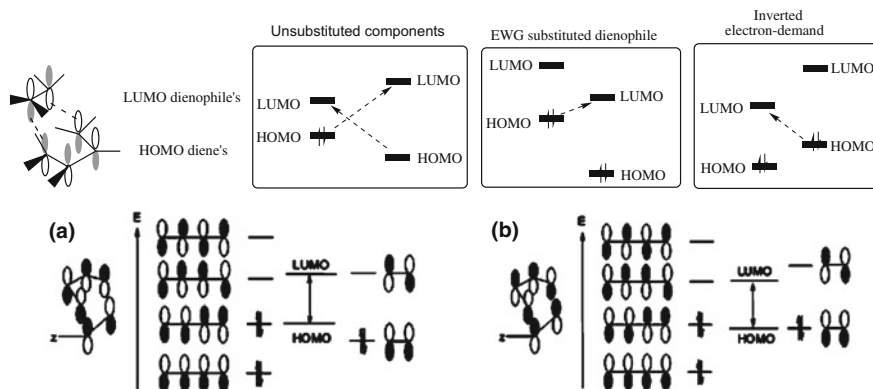 Unsubstituted components
EWG substituted dienophile
Inverted
electron-demand
LUMO dienophile's
HOMO diene's
LUMO
LUMO
HOMO
HOMO
LUMO
LUMO
HOMO
HOMO
LUMO
LUMO
HOMO
HOMO
(a)
E
LUMO
HOMO
z
(b)
E
LUMO
HOMO
z